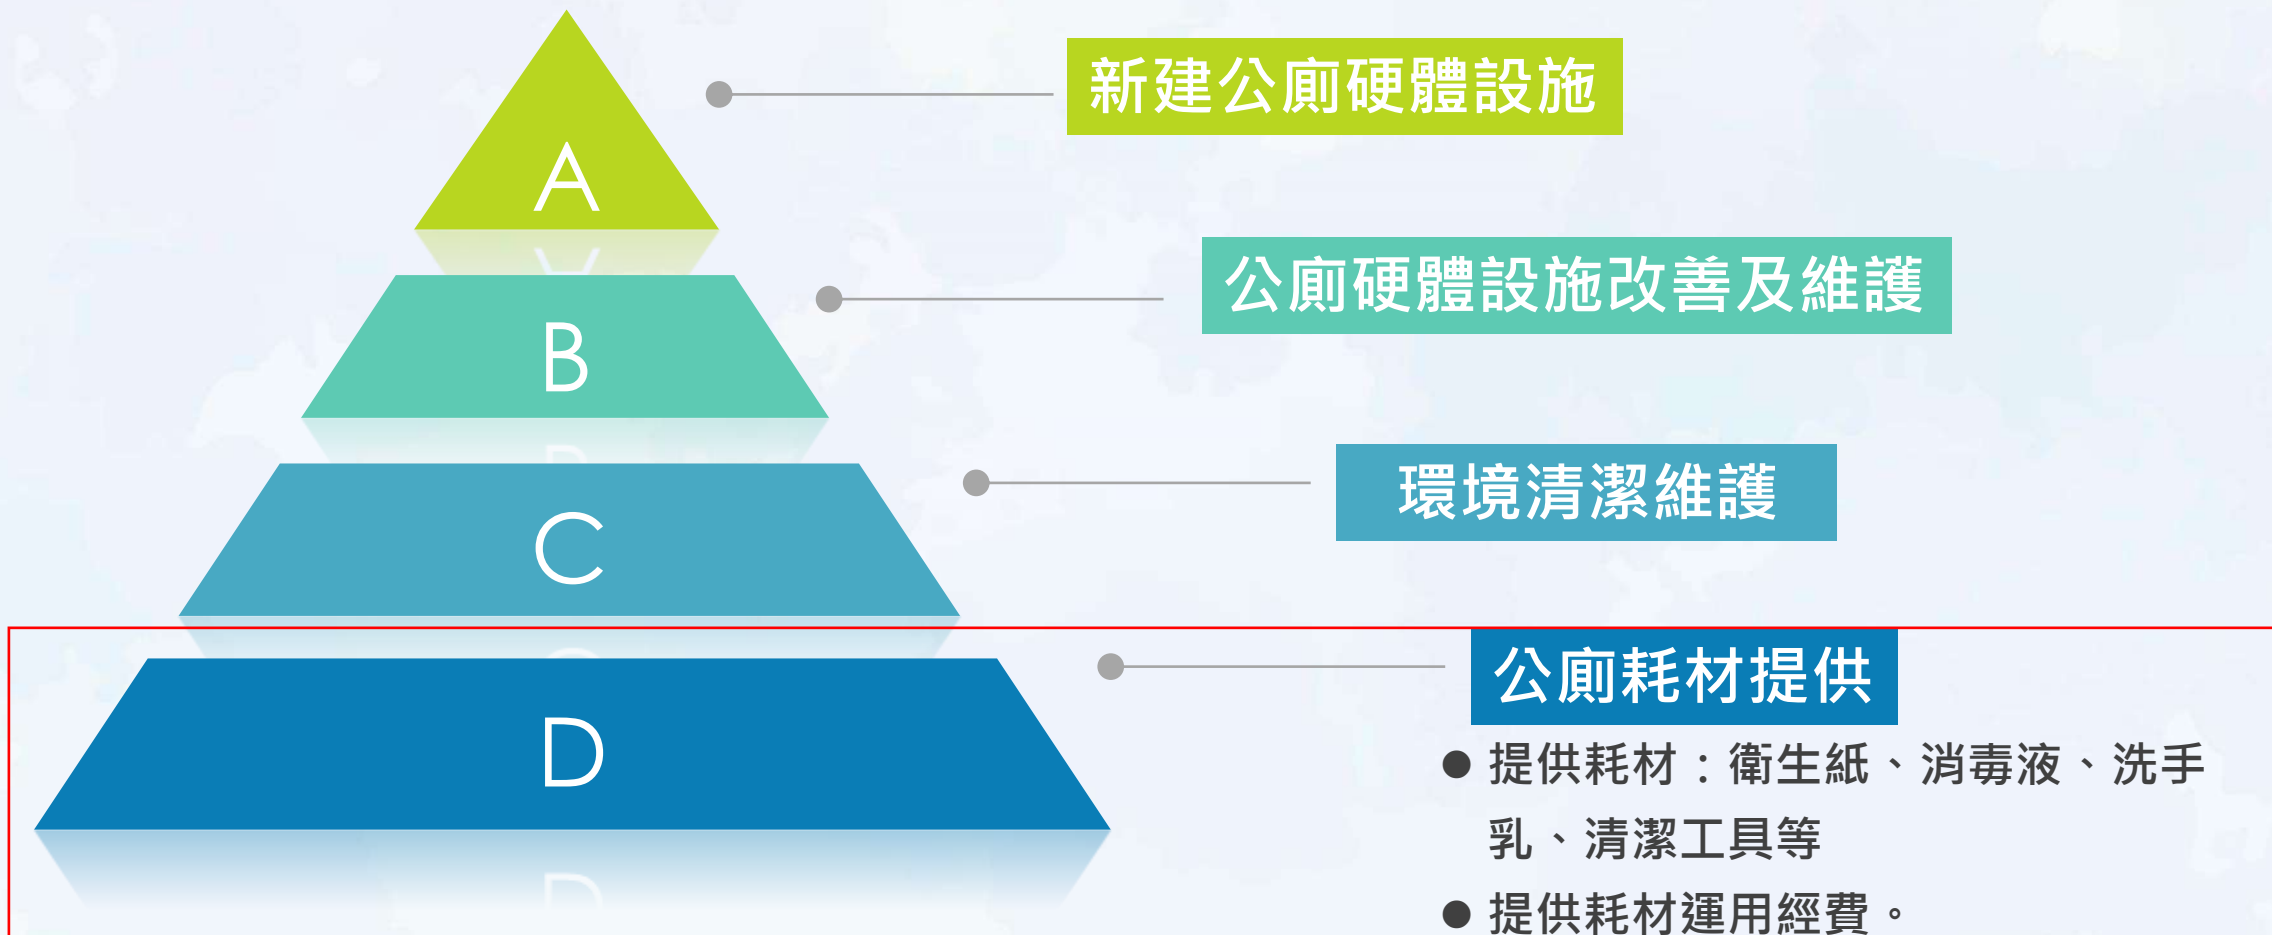 新建公廁硬體設施
A
公廁硬體設施改善及維護
B
環境清潔維護
C
公廁耗材提供
D
● 提供耗材：衛生紙、消毒液、洗手
乳、清潔工具等
● 提供耗材運用經費。